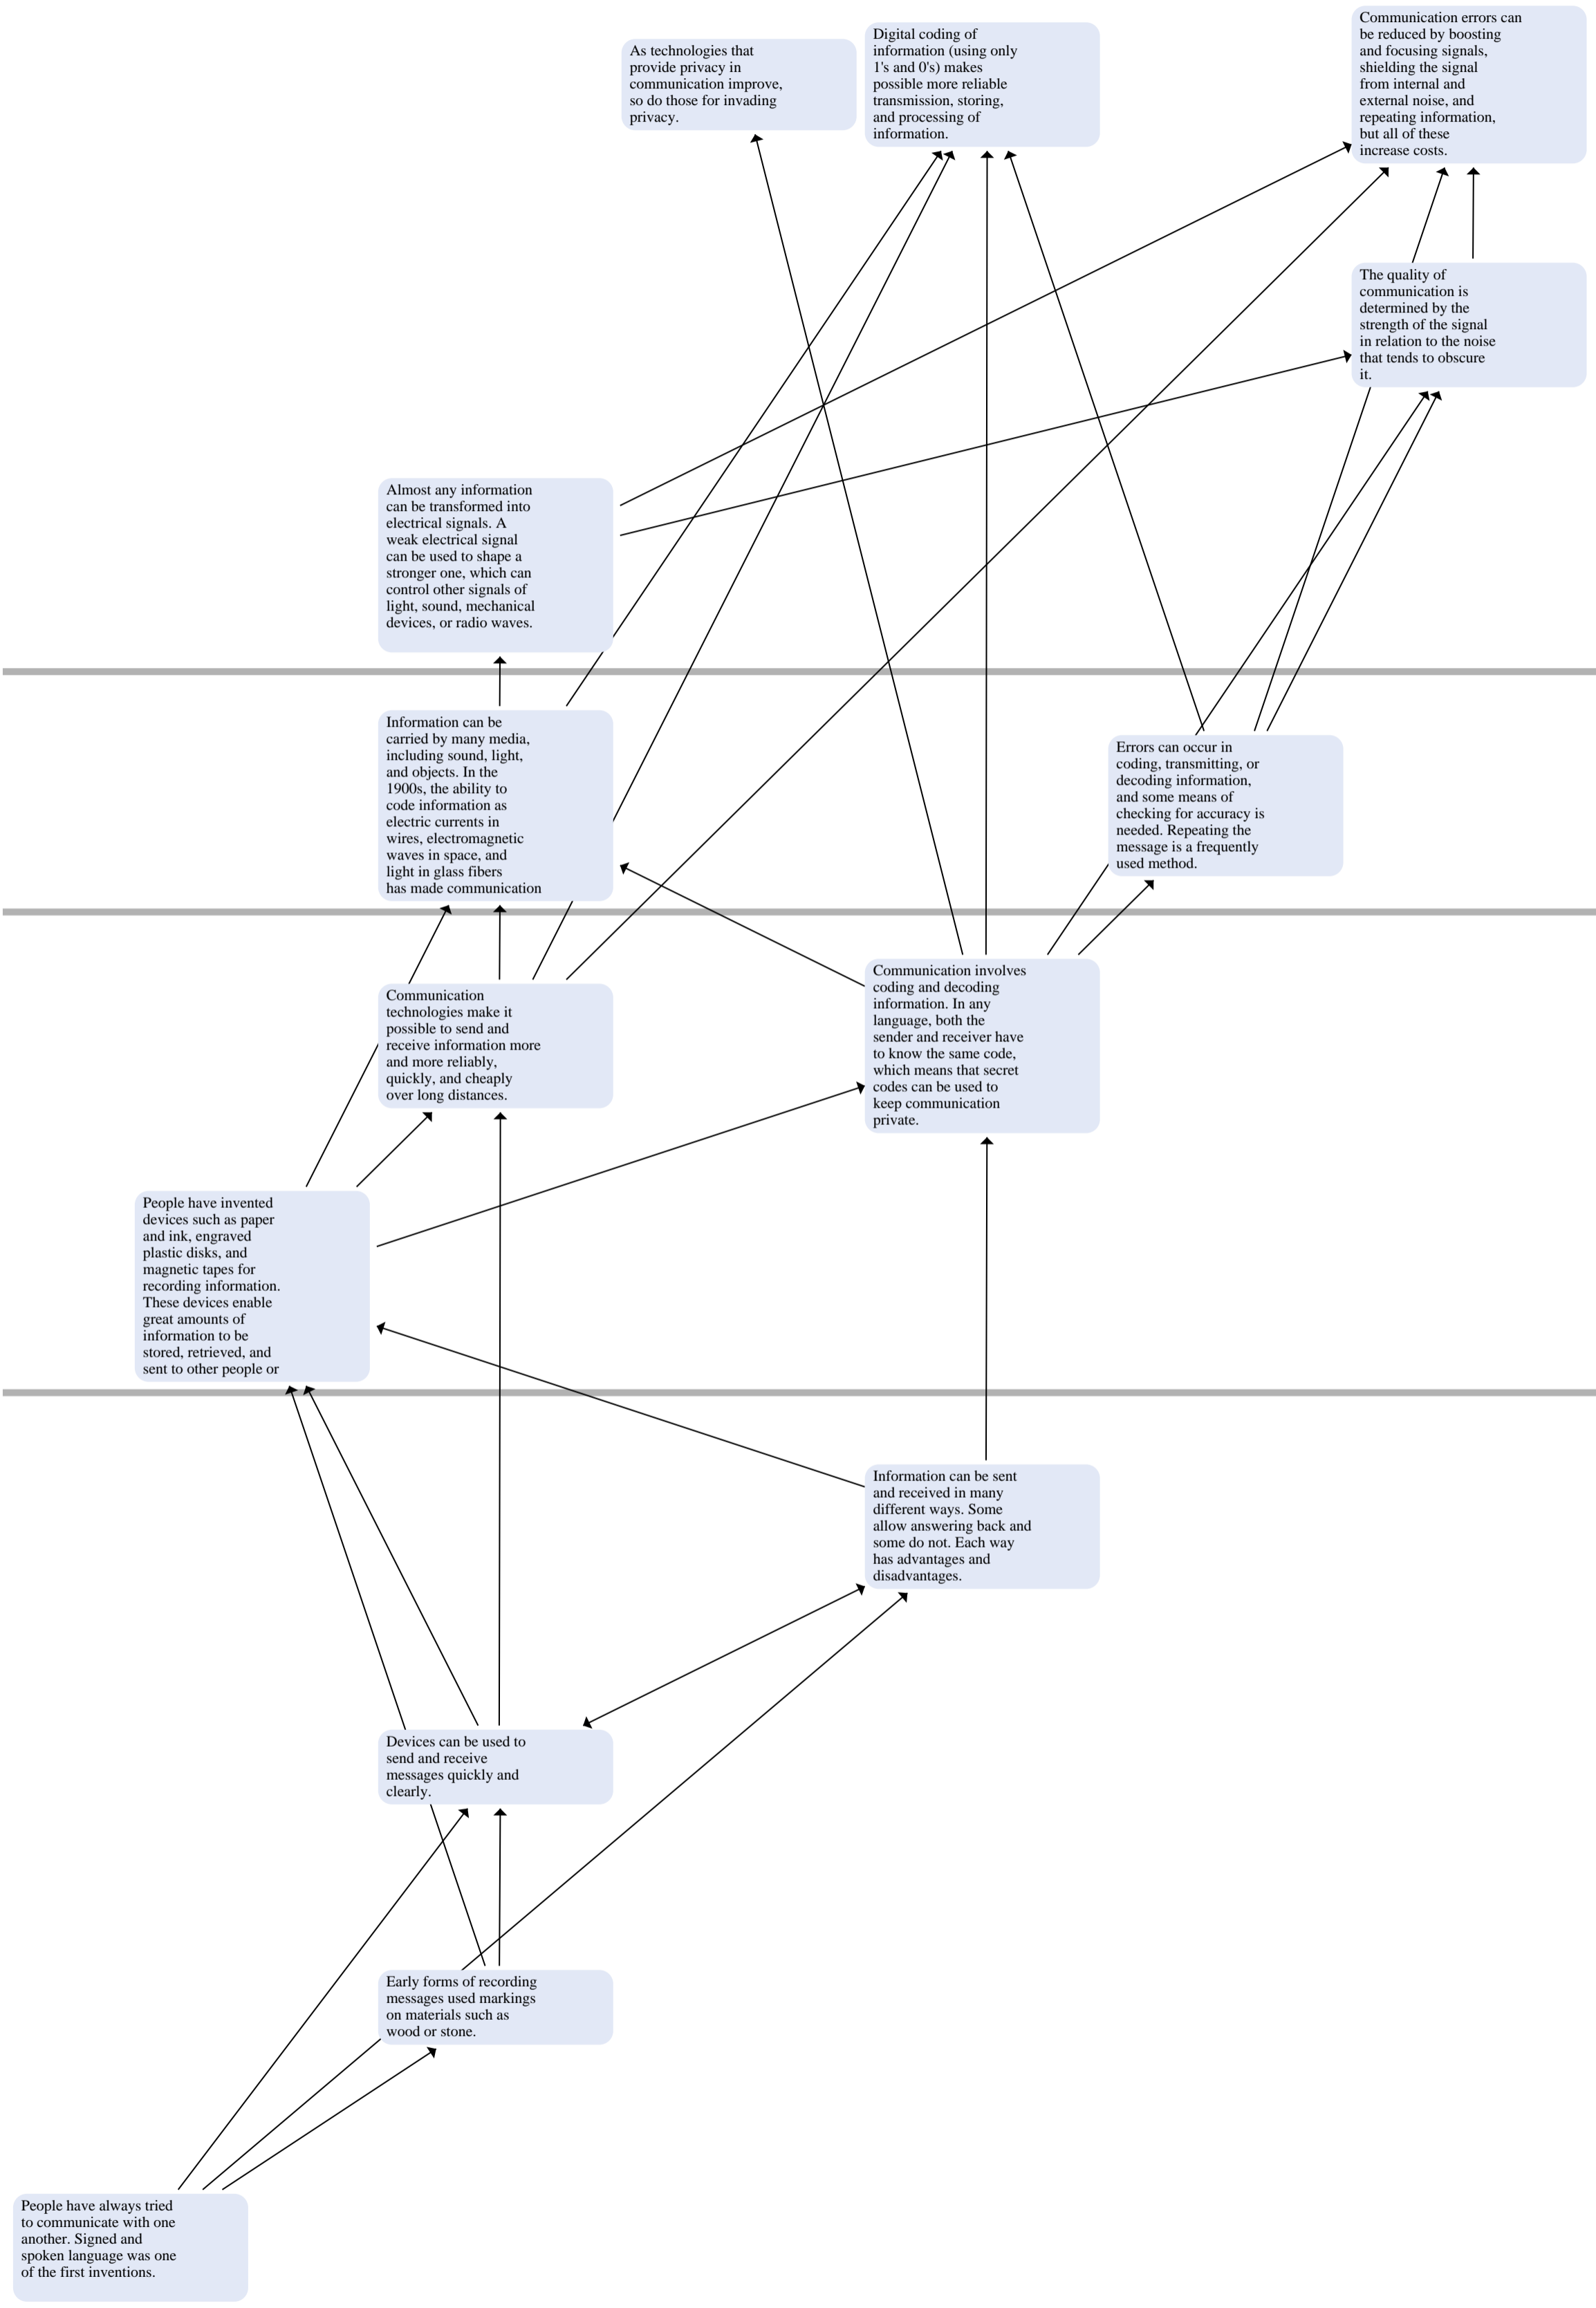 As technologies that
provide privacy in
communication improve,
so do those for invading
privacy.
Digital coding of
information (using only
1's and 0's) makes
possible more reliable
transmission, storing,
and processing of
information.
Communication errors can
be reduced by boosting
and focusing signals,
shielding the signal
from internal and
external noise, and
repeating information,
but all of these
increase costs.
The quality of
communication is
determined by the
strength of the signal
in relation to the noise
that tends to obscure
it.
Almost any information
can be transformed into
electrical signals. A
weak electrical signal
can be used to shape a
stronger one, which can
control other signals of
light, sound, mechanical
devices, or radio waves.
Information can be
carried by many media,
including sound, light,
and objects. In the
1900s, the ability to
code information as
electric currents in
wires, electromagnetic
waves in space, and
light in glass fibers
has made communication
Errors can occur in
coding, transmitting, or
decoding information,
and some means of
checking for accuracy is
needed. Repeating the
message is a frequently
used method.
Communication
technologies make it
possible to send and
receive information more
and more reliably,
quickly, and cheaply
over long distances.
Communication involves
coding and decoding
information. In any
language, both the
sender and receiver have
to know the same code,
which means that secret
codes can be used to
keep communication
private.
People have invented
devices such as paper
and ink, engraved
plastic disks, and
magnetic tapes for
recording information.
These devices enable
great amounts of
information to be
stored, retrieved, and
sent to other people or
Information can be sent
and received in many
different ways. Some
allow answering back and
some do not. Each way
has advantages and
disadvantages.
Devices can be used to
send and receive
messages quickly and
clearly.
Early forms of recording
messages used markings
on materials such as
wood or stone.
People have always tried
to communicate with one
another. Signed and
spoken language was one
of the first inventions.